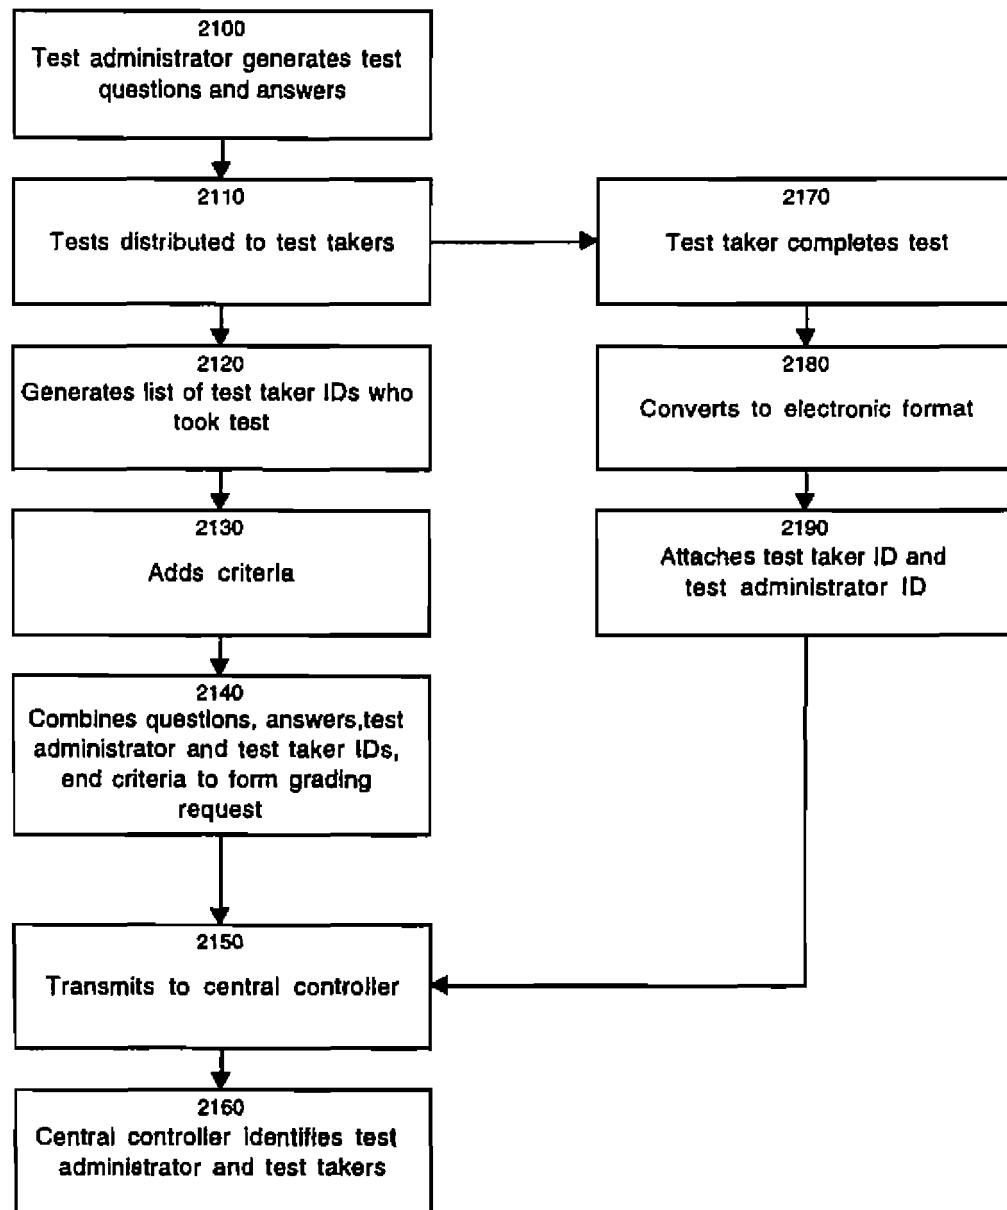 2100
Test administrator generates test
questions and answers
2110
Tests distributed to test takers
2120
Generates list of test taker IDs who
took test
2130
Adds criteria
2140
Combines questions, answers,test
administrator and test taker IDs,
end criteria to form grading
request
2150
Transmits to central controller
2160
Central controller identifies test
administrator and test takers
2170
Test taker completes test
2180
Converts to electronic format
2190
Attaches test taker ID and
test administrator ID